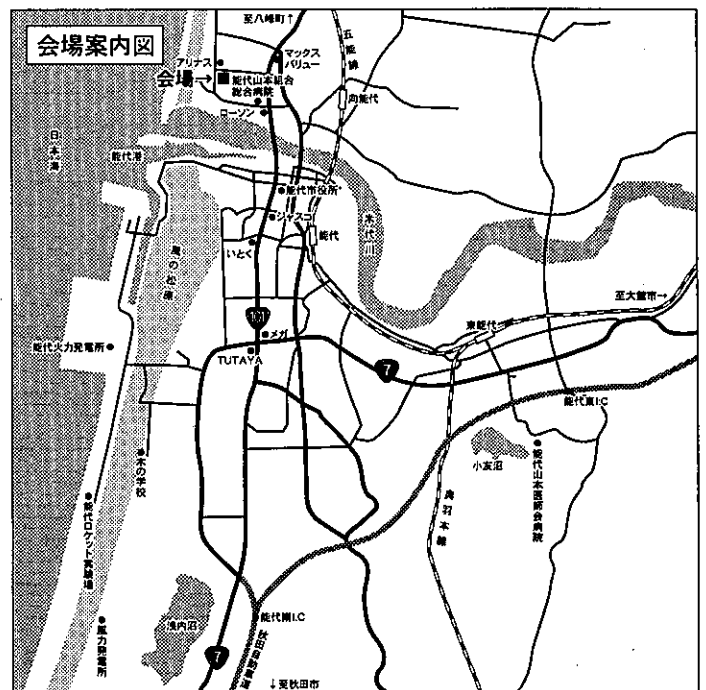 会場案内図
至八峰町↑
五能線
アリナス
マックス
バリュー
会場→
能代山本組合
総合病院
ローソン
向能代
日本海
能代港
能代市役所
ジャスコ
米代川
風の松原
能代
いとく
至大館市→
101
メガ
東能代
能代火力発電所
TUTAYA
7
能代東I.C
木の学校
小友沼
能代山本医師会病院
能代ロケット実験場
奥羽本線
浅内沼
能代南I.C
風力発電所
秋田自動車道
7
↓至秋田市